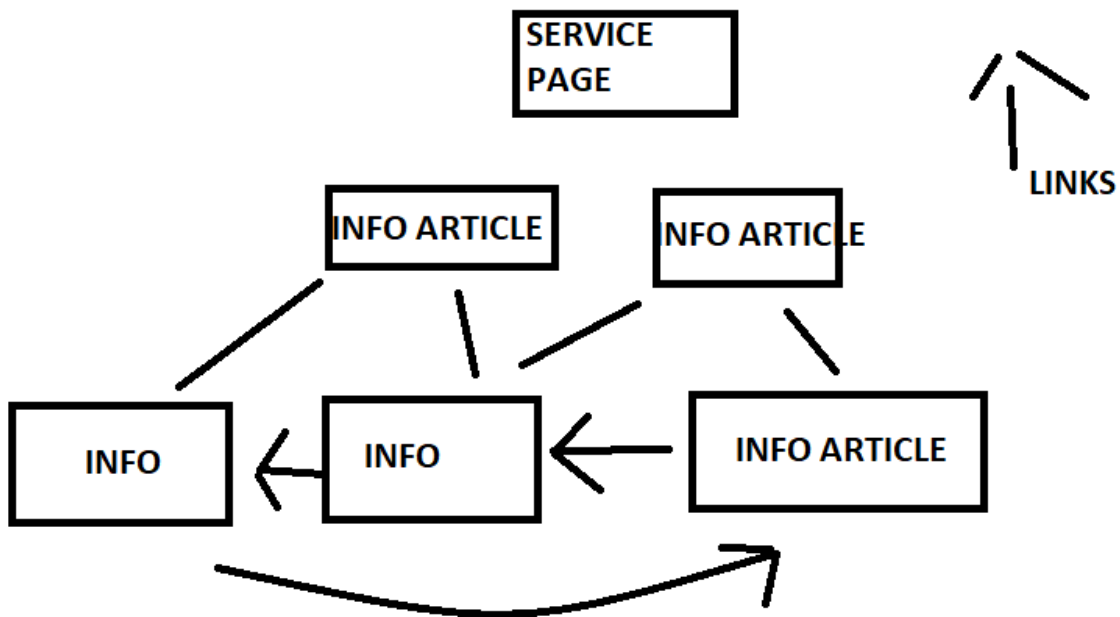 SERVICE
PAGE
LINKS
INFO ARTICLE
INFO ARTICLE
INFO
INFO
INFO ARTICLE